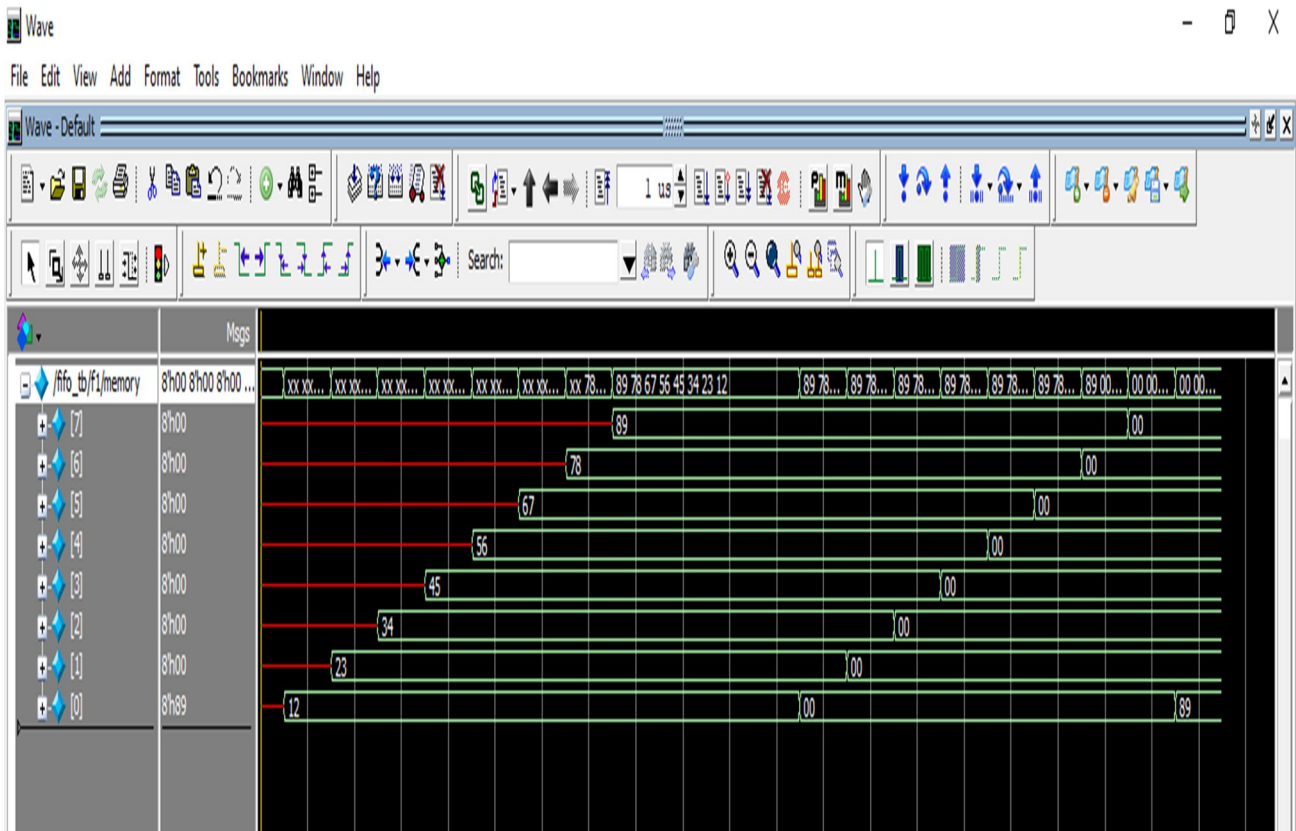 Wave
File Edit View Add Format Tools Bookmarks Window Help
Wave - Default
1 us
Search:
Msgs
/fifo_tb/f1/memory 8'h00 8'h00 8'h00 ... xx xx... xx xx... xx xx... xx xx... xx xx... xx xx... xx 78... 89 78 67 56 45 34 23 12 89 78... 89 78... 89 78... 89 78... 89 78... 89 78... 89 00... 00 00... 00 00...
[7] 8'h00 89 00
[6] 8'h00 78 00
[5] 8'h00 67 00
[4] 8'h00 56 00
[3] 8'h00 45 00
[2] 8'h00 34 00
[1] 8'h00 23 00
[0] 8'h89 12 00 89